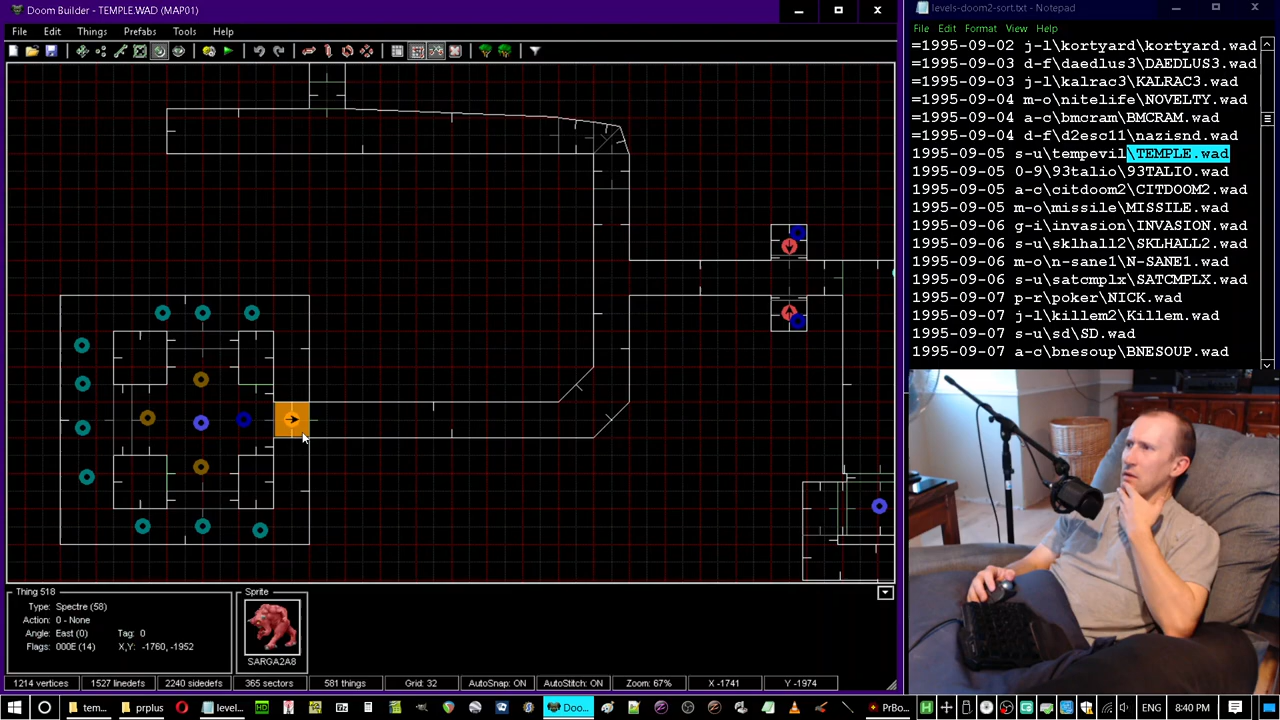 Doom Builder - TEMPLE.WAD (MAP01)
File Edit Things Prefabs Tools Help
Thing 518
Type: Spectre (58)
Action: 0 - None
Angle: East (0) Tag: 0
Flags: 000E (14) X,Y: -1760, -1952
Sprite
SARGA2A8
1214 vertices 1527 linedefs 2240 sidedefs 365 sectors 581 things Grid: 32 AutoSnap: ON AutoStitch: ON Zoom: 67% X -1741 Y -1974
levels-doom2-sort.txt - Notepad
File Edit Format View Help
=1995-09-02 j-l\kortyard\kortyard.wad
=1995-09-03 d-f\daedlus3\DAEDLUS3.wad
=1995-09-03 j-l\kalrac3\KALRAC3.wad
=1995-09-04 m-o\nitelife\NOVELTY.wad
=1995-09-04 a-c\bmcram\BMCRAM.wad
=1995-09-04 d-f\d2esc11\nazisnd.wad
1995-09-05 s-u\tempevil\TEMPLE.wad
1995-09-05 0-9\93talio\93TALIO.wad
1995-09-05 a-c\citdoom2\CITDOOM2.wad
1995-09-05 m-o\missile\MISSILE.wad
1995-09-06 g-i\invasion\INVASION.wad
1995-09-06 s-u\sklhall2\SKLHALL2.wad
1995-09-06 m-o\n-sane1\N-SANE1.wad
1995-09-06 s-u\satcmplx\SATCMPLX.wad
1995-09-07 p-r\poker\NICK.wad
1995-09-07 j-l\killem2\Killem.wad
1995-09-07 s-u\sd\SD.wad
1995-09-07 a-c\bnesoup\BNESOUP.wad
tem... prplus level... Doo... PrBo... ENG 8:40 PM